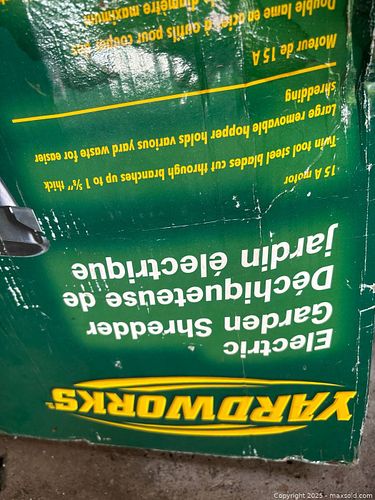 YARDWORKS
Electric
Garden Shredder
Déchiqueteuse de
jardin électrique
·15 A motor
Twin tool steel blades cut through branches up to 1 ⅝" thick
Large removable hopper holds various yard waste for easier
shredding
Moteur de 15 A
Double lame en acier à outils pour couper
diamètre maximum
Copyright 2025 - maxsold.com